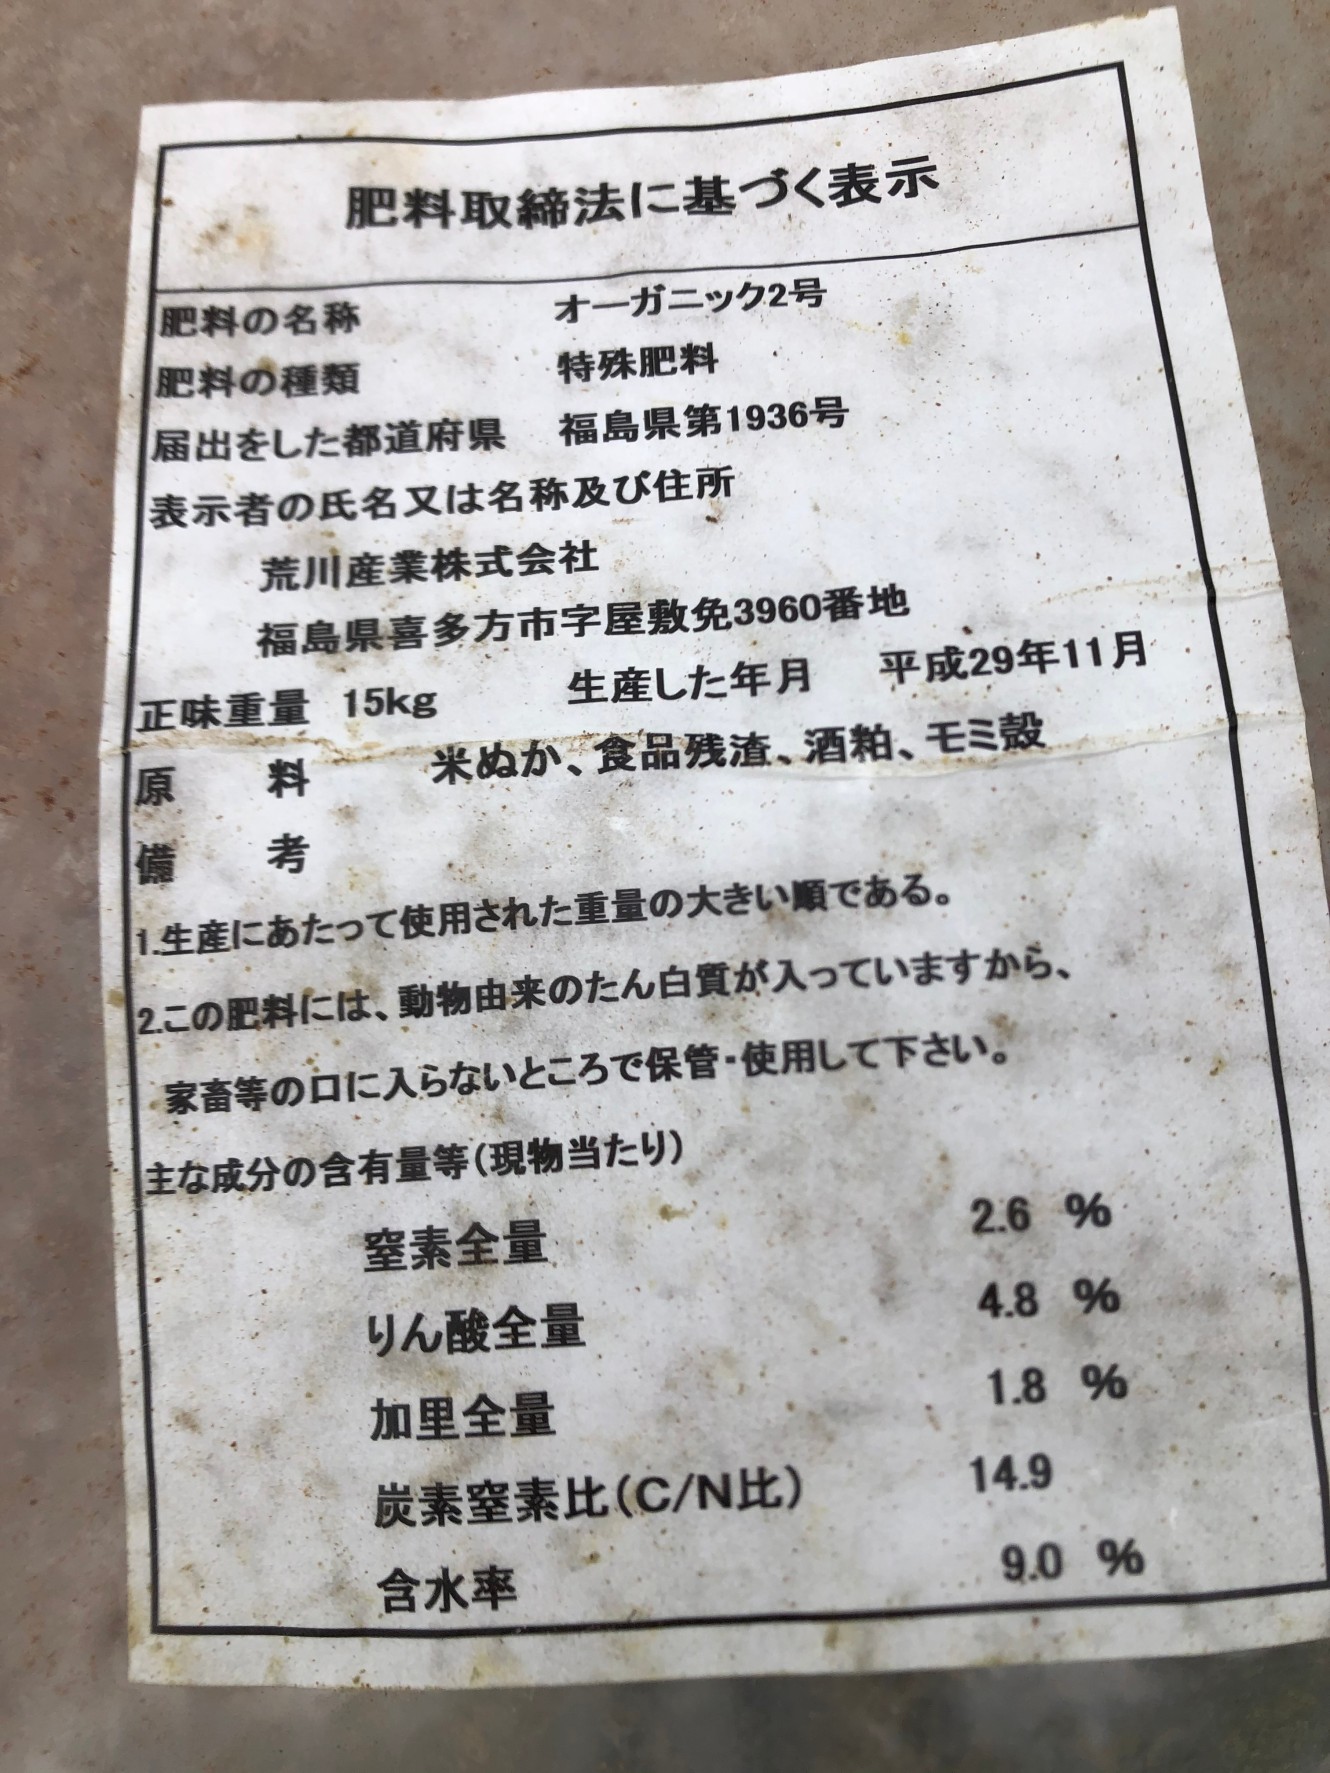 肥料取締法に基づく表示
肥料の名称 オーガニック2号
肥料の種類 特殊肥料
届出をした都道府県 福島県第1936号
表示者の氏名又は名称及び住所
荒川産業株式会社
福島県喜多方市字屋敷免3960番地
正味重量 15kg 生産した年月 平成29年11月
原 料 米ぬか、食品残渣、酒粕、モミ殻
備 考
1.生産にあたって使用された重量の大きい順である。
2.この肥料には、動物由来のたん白質が入っていますから、
家畜等の口に入らないところで保管・使用して下さい。
主な成分の含有量等(現物当たり)
窒素全量 2.6 %
りん酸全量 4.8 %
加里全量 1.8 %
炭素窒素比(C/N比) 14.9
含水率 9.0 %